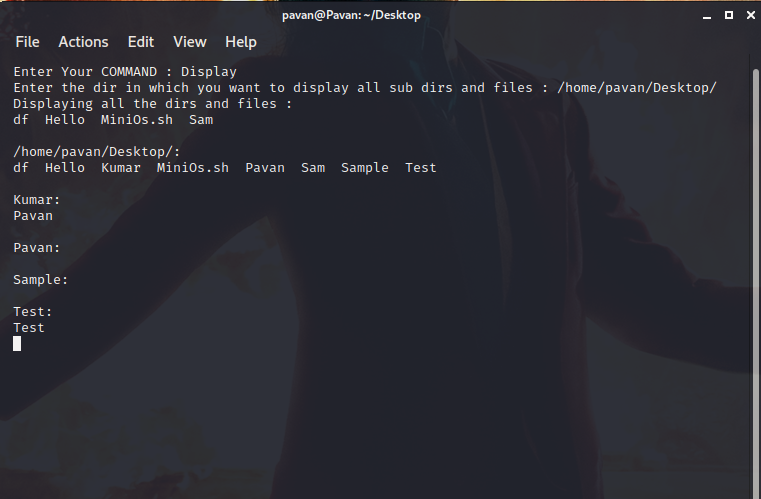 pavan@Pavan: ~/Desktop
File Actions Edit View Help
Enter Your COMMAND : Display
Enter the dir in which you want to display all sub dirs and files : /home/pavan/Desktop/
Displaying all the dirs and files :
df  Hello  MiniOs.sh  Sam
/home/pavan/Desktop/:
df  Hello  Kumar  MiniOs.sh  Pavan  Sam  Sample  Test
Kumar:
Pavan
Pavan:
Sample:
Test:
Test